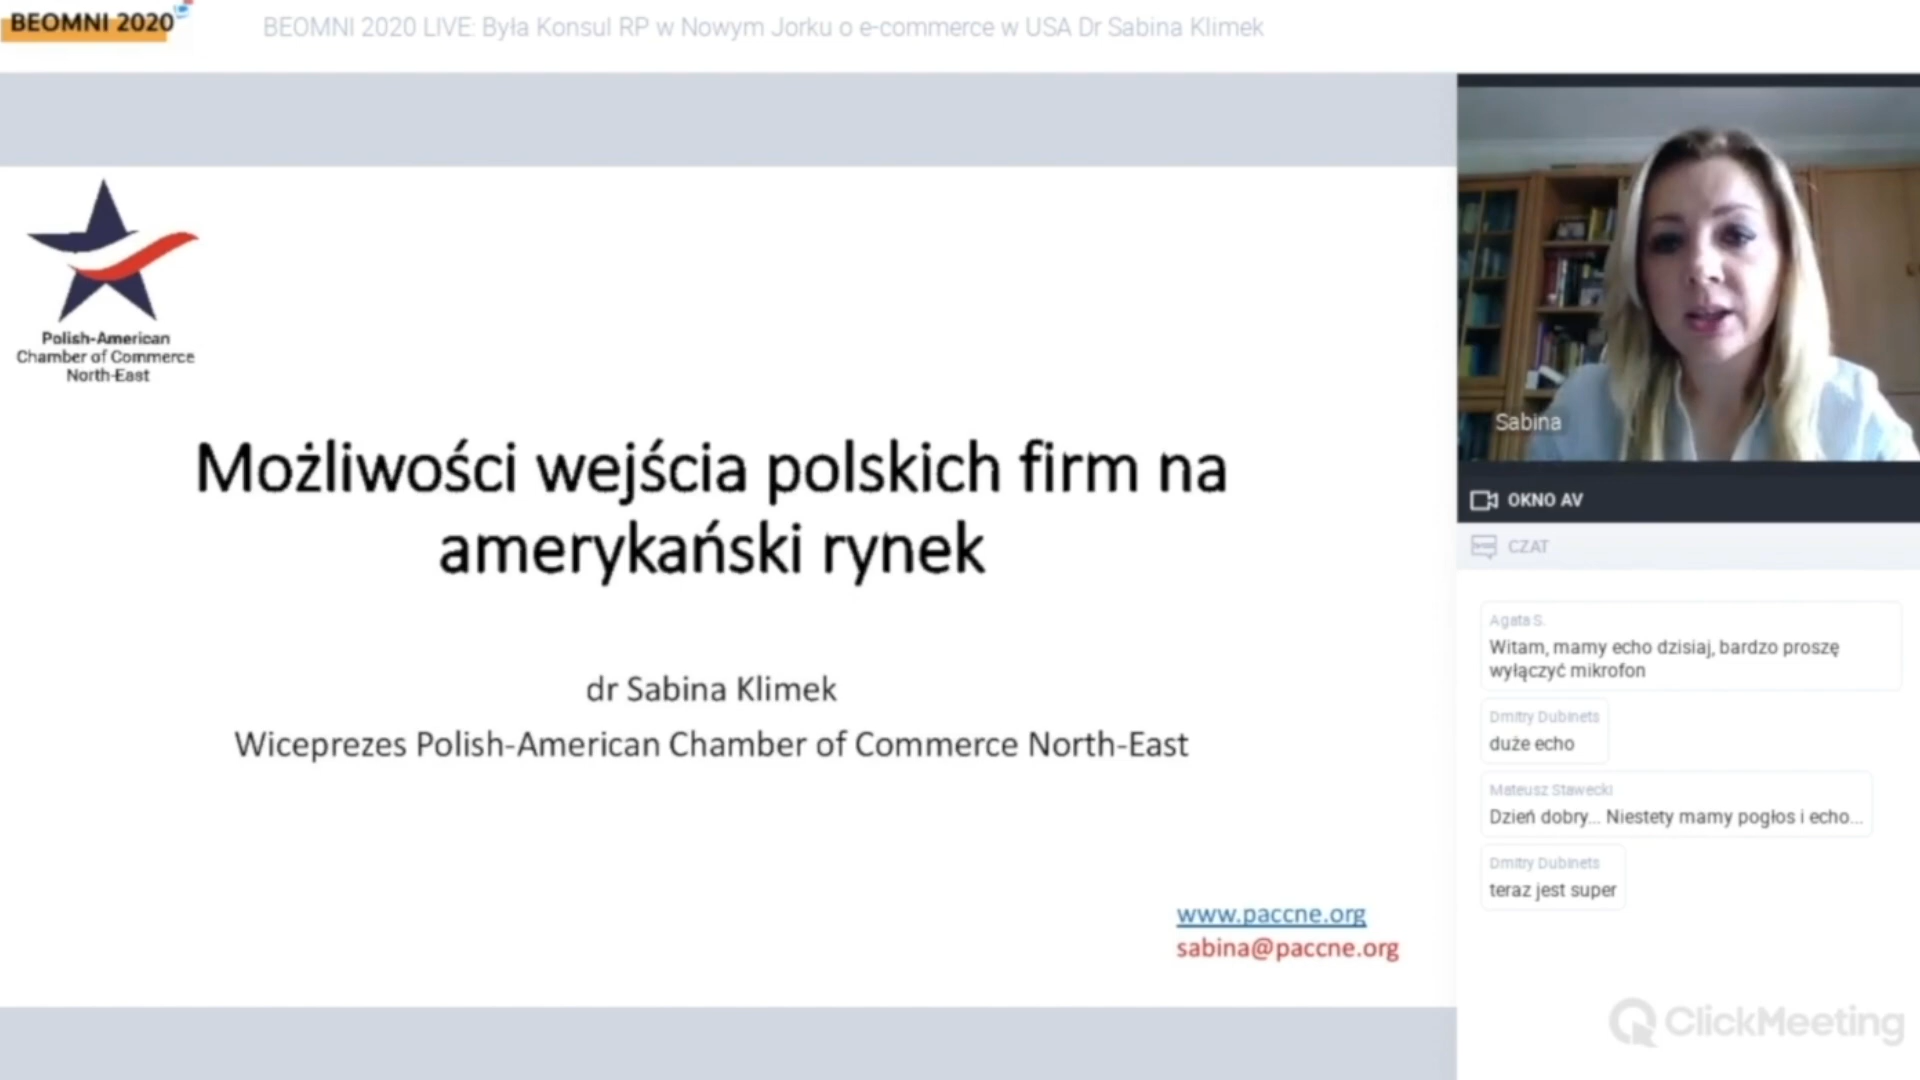 BEOMNI 2020
BEOMNI 2020 LIVE: Była Konsul RP w Nowym Jorku o e-commerce w USA Dr Sabina Klimek
Polish-American
Chamber of Commerce
North-East
Możliwości wejścia polskich firm na
amerykański rynek
dr Sabina Klimek
Wiceprezes Polish-American Chamber of Commerce North-East
www.paccne.org
sabina@paccne.org
Sabina
OKNO AV
CZAT
Agata S.
Witam, mamy echo dzisiaj, bardzo proszę
wyłączyć mikrofon
Dmitry Dubinets
duże echo
Mateusz Stawecki
Dzień dobry... Niestety mamy pogłos i echo...
Dmitry Dubinets
teraz jest super
ClickMeeting